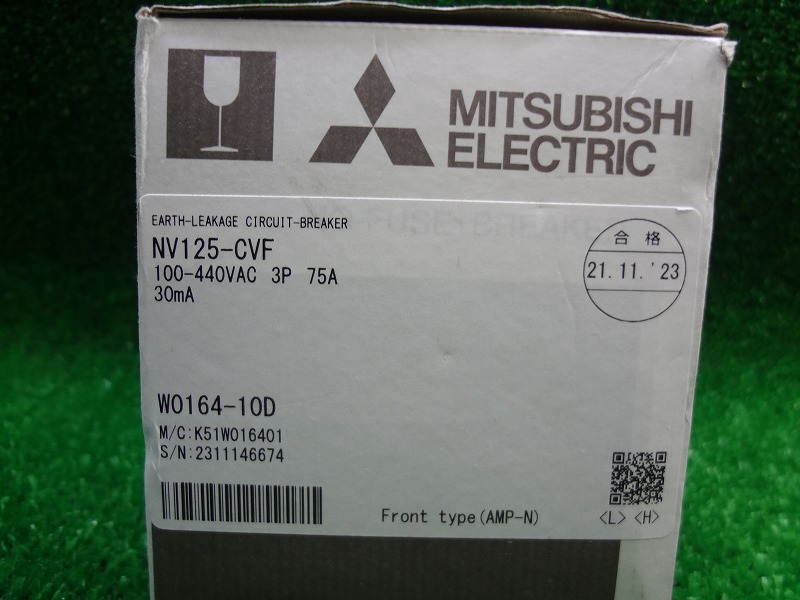 MITSUBISHI
ELECTRIC
EARTH-LEAKAGE CIRCUIT-BREAKER
NV125-CVF
100-440VAC 3P 75A
30mA
合格
21.11.'23
W0164-10D
M/C:K51W016401
S/N:2311146674
Front type(AMP-N)
<L> <H>